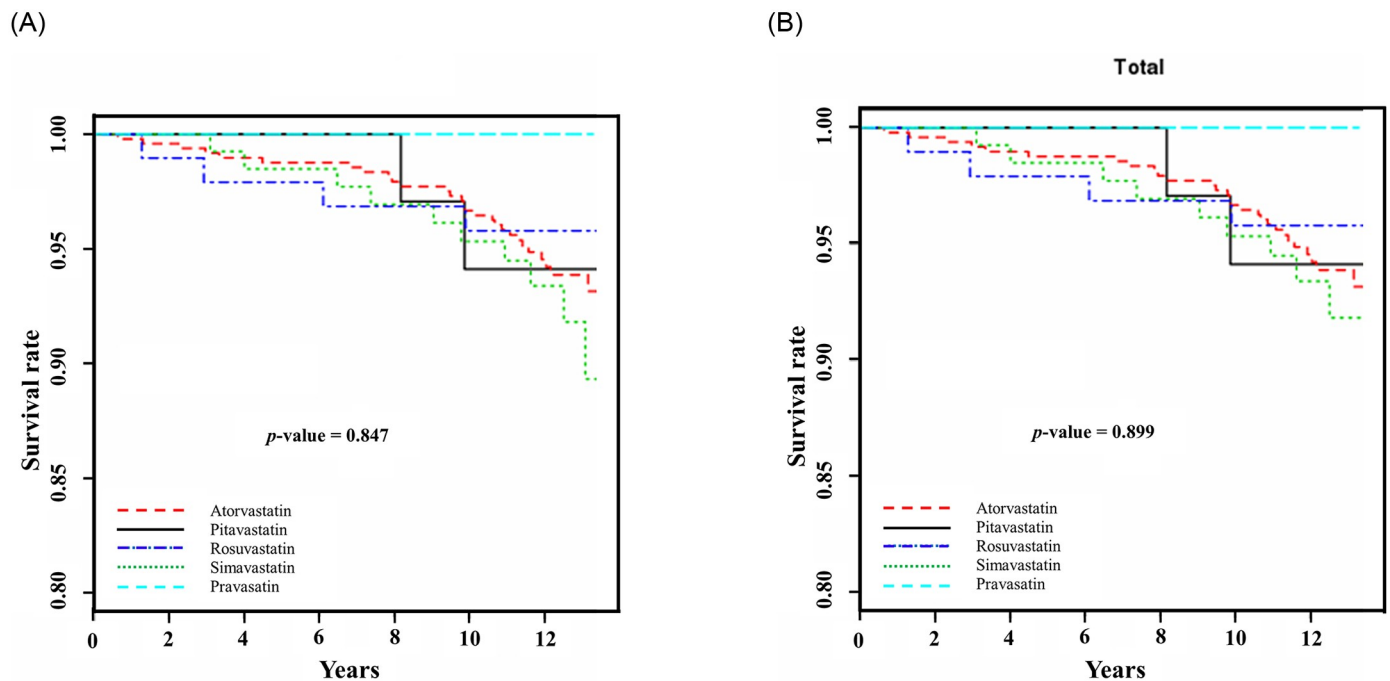 (A)
1.00
0.95
0.90
0.85
0.80
Survival rate
p-value = 0.847
Atorvastatin
Pitavastatin
Rosuvastatin
Simavastatin
Pravasatin
0 2 4 6 8 10 12
Years
(B)
Total
1.00
0.95
0.90
0.85
0.80
Survival rate
p-value = 0.899
Atorvastatin
Pitavastatin
Rosuvastatin
Simavastatin
Pravasatin
0 2 4 6 8 10 12
Years